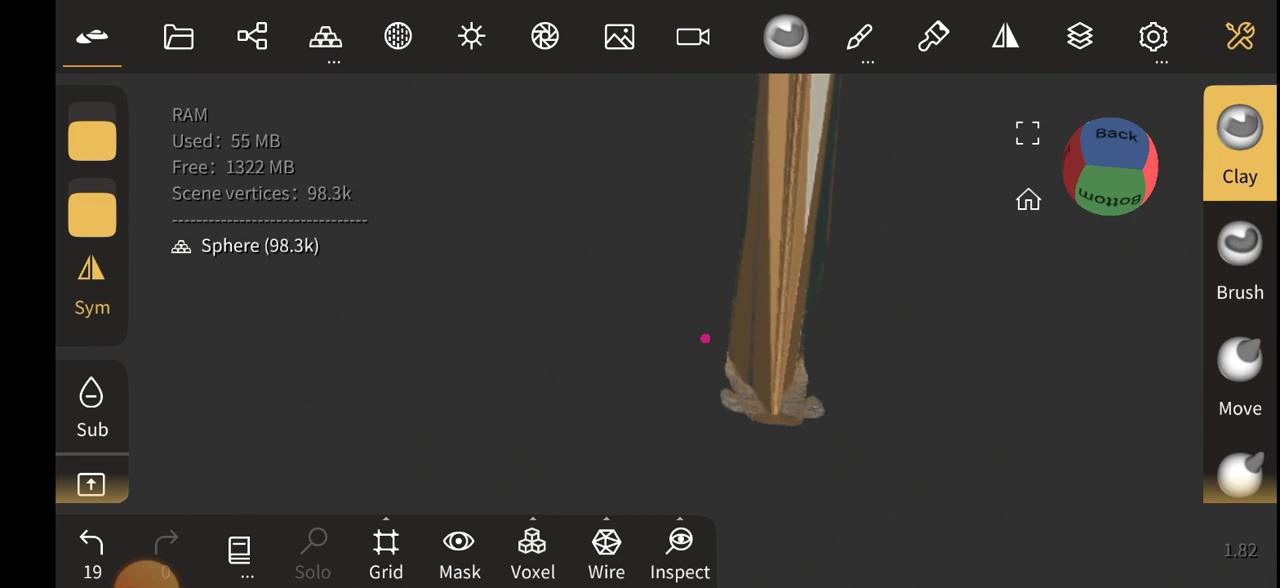 RAM
Used: 55 MB
Free: 1322 MB
Scene vertices: 98.3k
--------------------------------
Sphere (98.3k)
Back
Bottom
Clay
Brush
Move
Sym
Sub
19
0
...
Solo
Grid
Mask
Voxel
Wire
Inspect
1.82